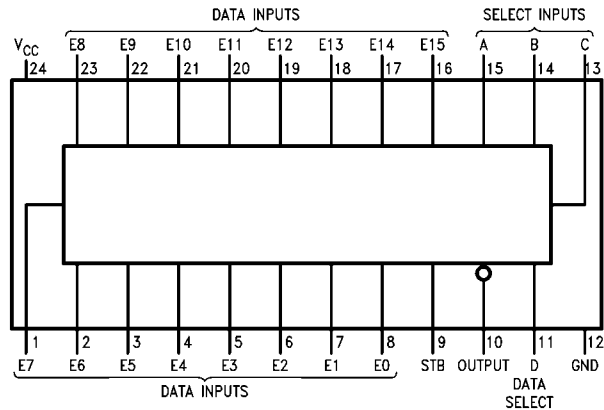 DATA INPUTS SELECT INPUTS
VCC E8 E9 E10 E11 E12 E13 E14 E15 A B C
24 23 22 21 20 19 18 17 16 15 14 13
1 2 3 4 5 6 7 8 9 10 11 12
E7 E6 E5 E4 E3 E2 E1 E0 STB OUTPUT D GND
DATA INPUTS DATA
SELECT